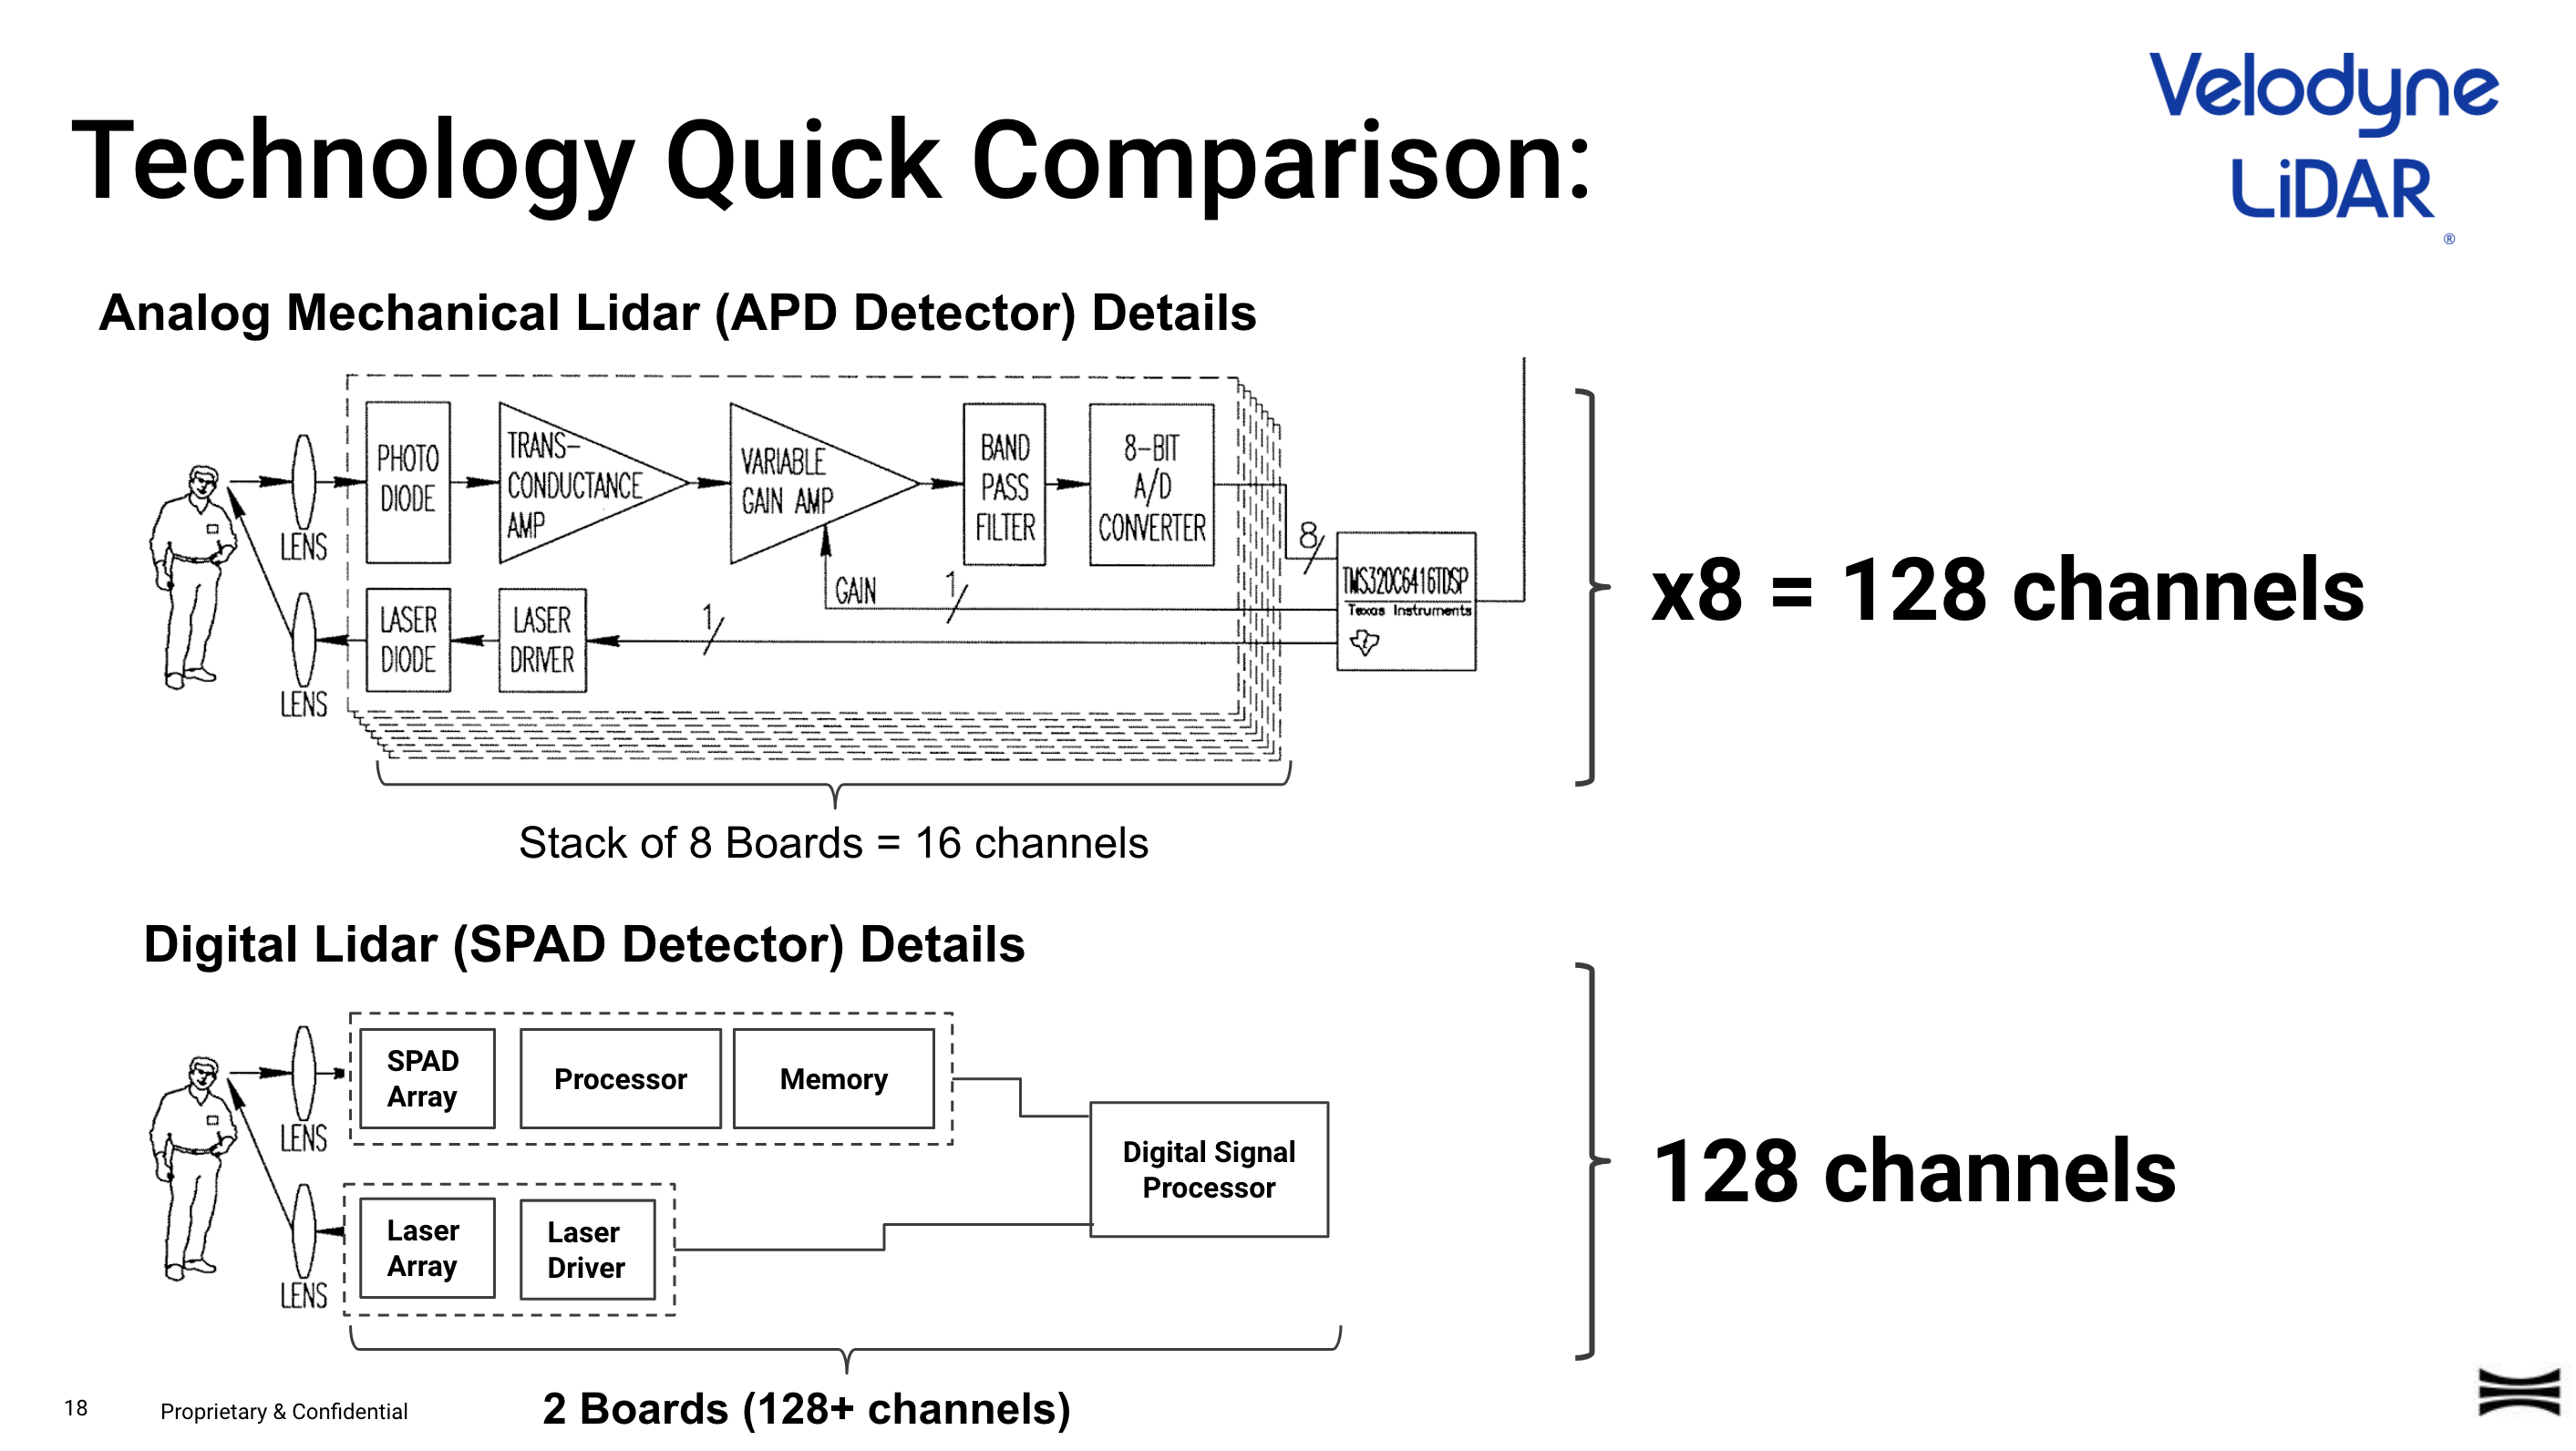 Velodyne
LiDAR
®
Technology Quick Comparison:
Analog Mechanical Lidar (APD Detector) Details
PHOTO
DIODE
TRANS-
CONDUCTANCE
AMP
VARIABLE
GAIN AMP
BAND
PASS
FILTER
8-BIT
A/D
CONVERTER
LENS
8
TMS320C6416TDSP
Texas Instruments
GAIN
1
1
LASER
DIODE
LASER
DRIVER
LENS
x8 = 128 channels
Stack of 8 Boards = 16 channels
Digital Lidar (SPAD Detector) Details
SPAD
Array
Processor
Memory
LENS
Digital Signal
Processor
Laser
Array
Laser
Driver
LENS
128 channels
2 Boards (128+ channels)
18
Proprietary & Confidential